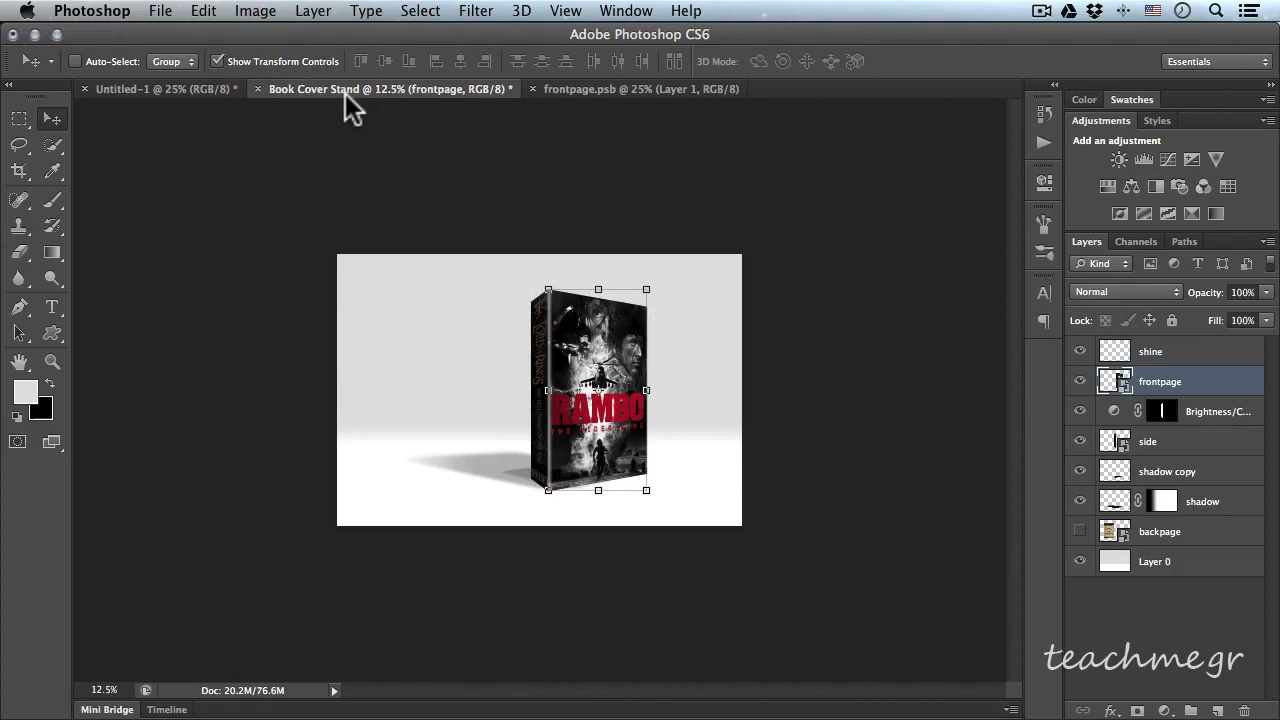 Photoshop File Edit Image Layer Type Select Filter 3D View Window Help
Adobe Photoshop CS6
Auto-Select: Group Show Transform Controls 3D Mode: Essentials
× Untitled-1 @ 25% (RGB/8) * × Book Cover Stand @ 12.5% (frontpage, RGB/8) * × frontpage.psb @ 25% (Layer 1, RGB/8)
Color Swatches
Adjustments Styles
Add an adjustment
Layers Channels Paths
Kind
Normal Opacity: 100%
Lock: Fill: 100%
shine
frontpage
Brightness/C...
side
shadow copy
shadow
backpage
Layer 0
RAMBO
THE VIDEO GAME
teachmegr
12.5% Doc: 20.2M/76.6M
Mini Bridge Timeline